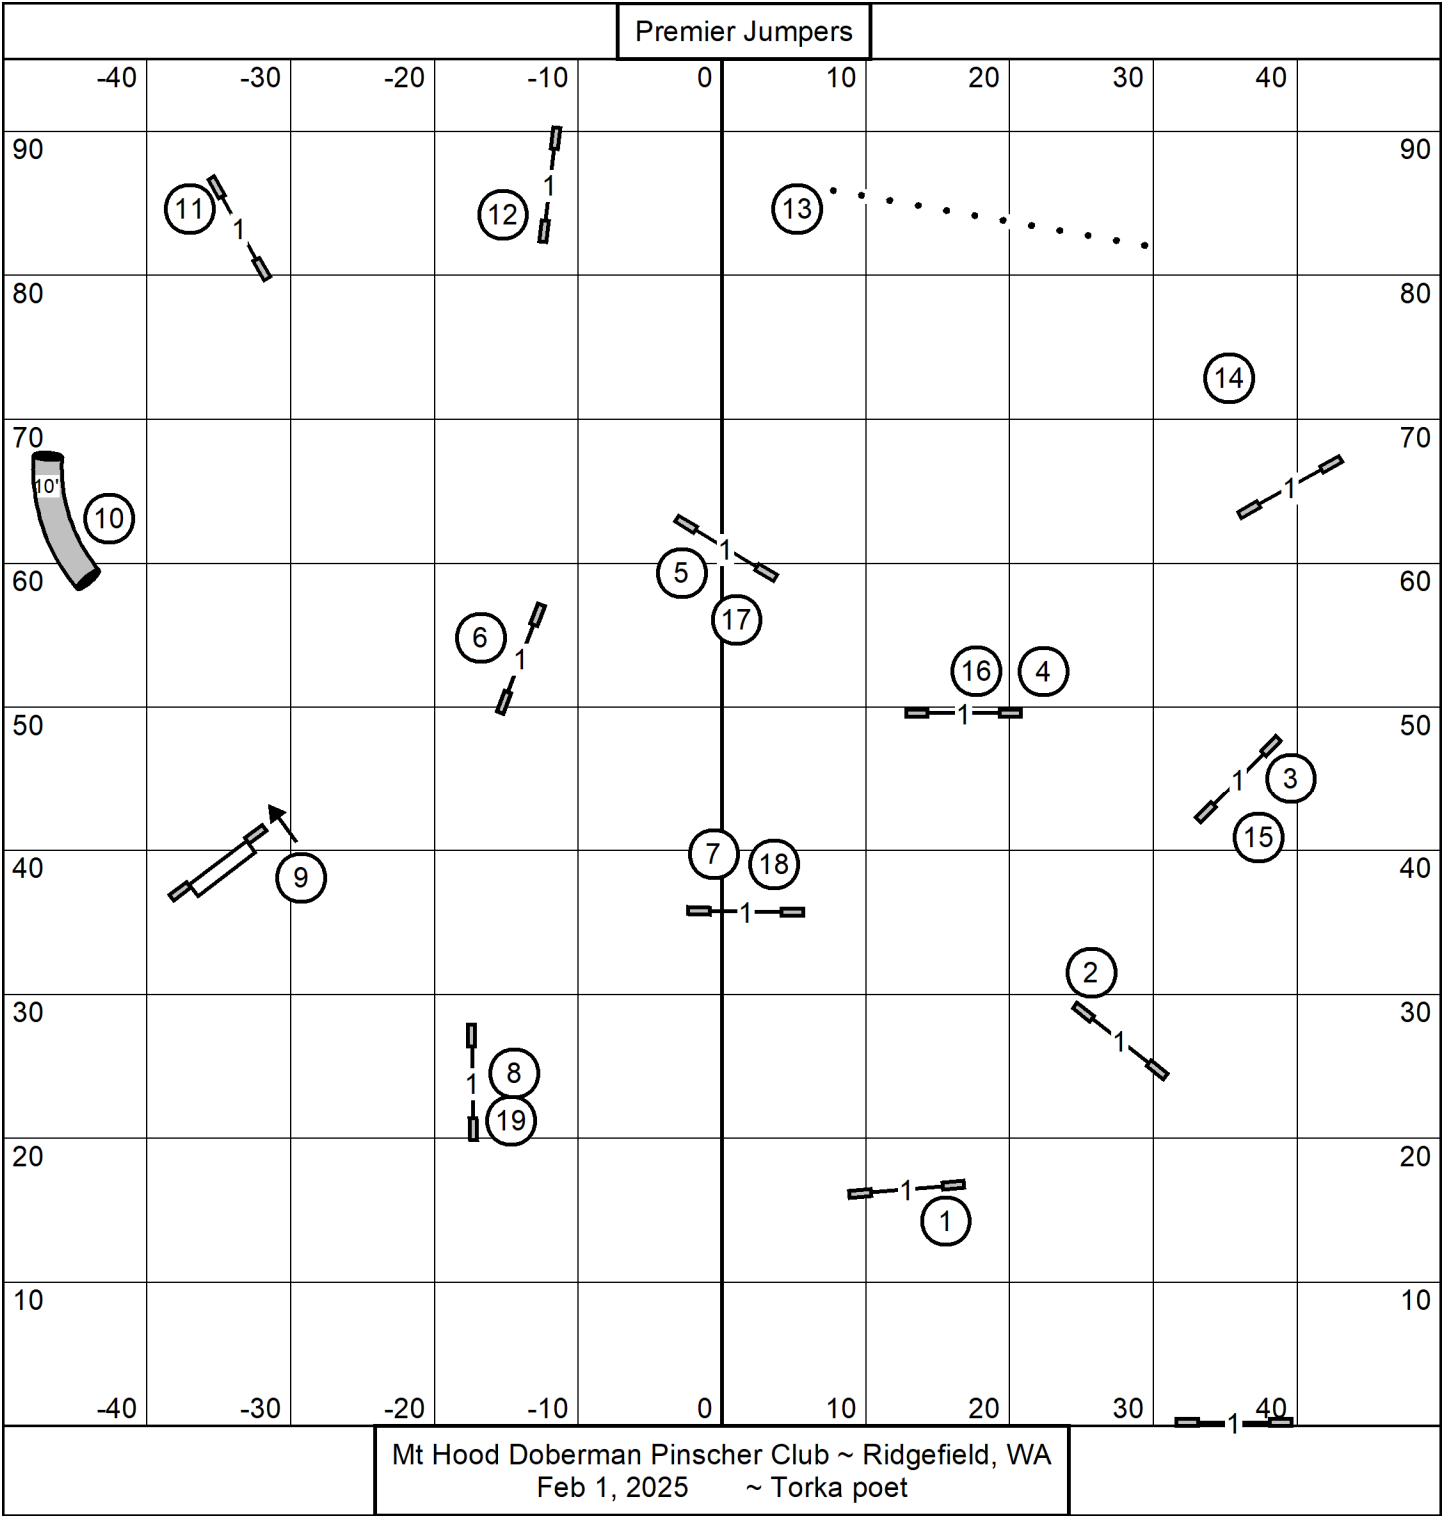 Premier Jumpers
-40 -30 -20 -10 0 10 20 30 40
90 90
11 1 12 1 13
80 80
14
70 70
10' 10 1
1
5 60 60
17
6 1
16 4
50 1 50
1 3
15
7 18 40 40
9
1
2
30 1 30
1 8
19
20 20
1
1
10 10
-40 -30 -20 -10 0 10 20 30 40
1
Mt Hood Doberman Pinscher Club ~ Ridgefield, WA
Feb 1, 2025 ~ Torka poet